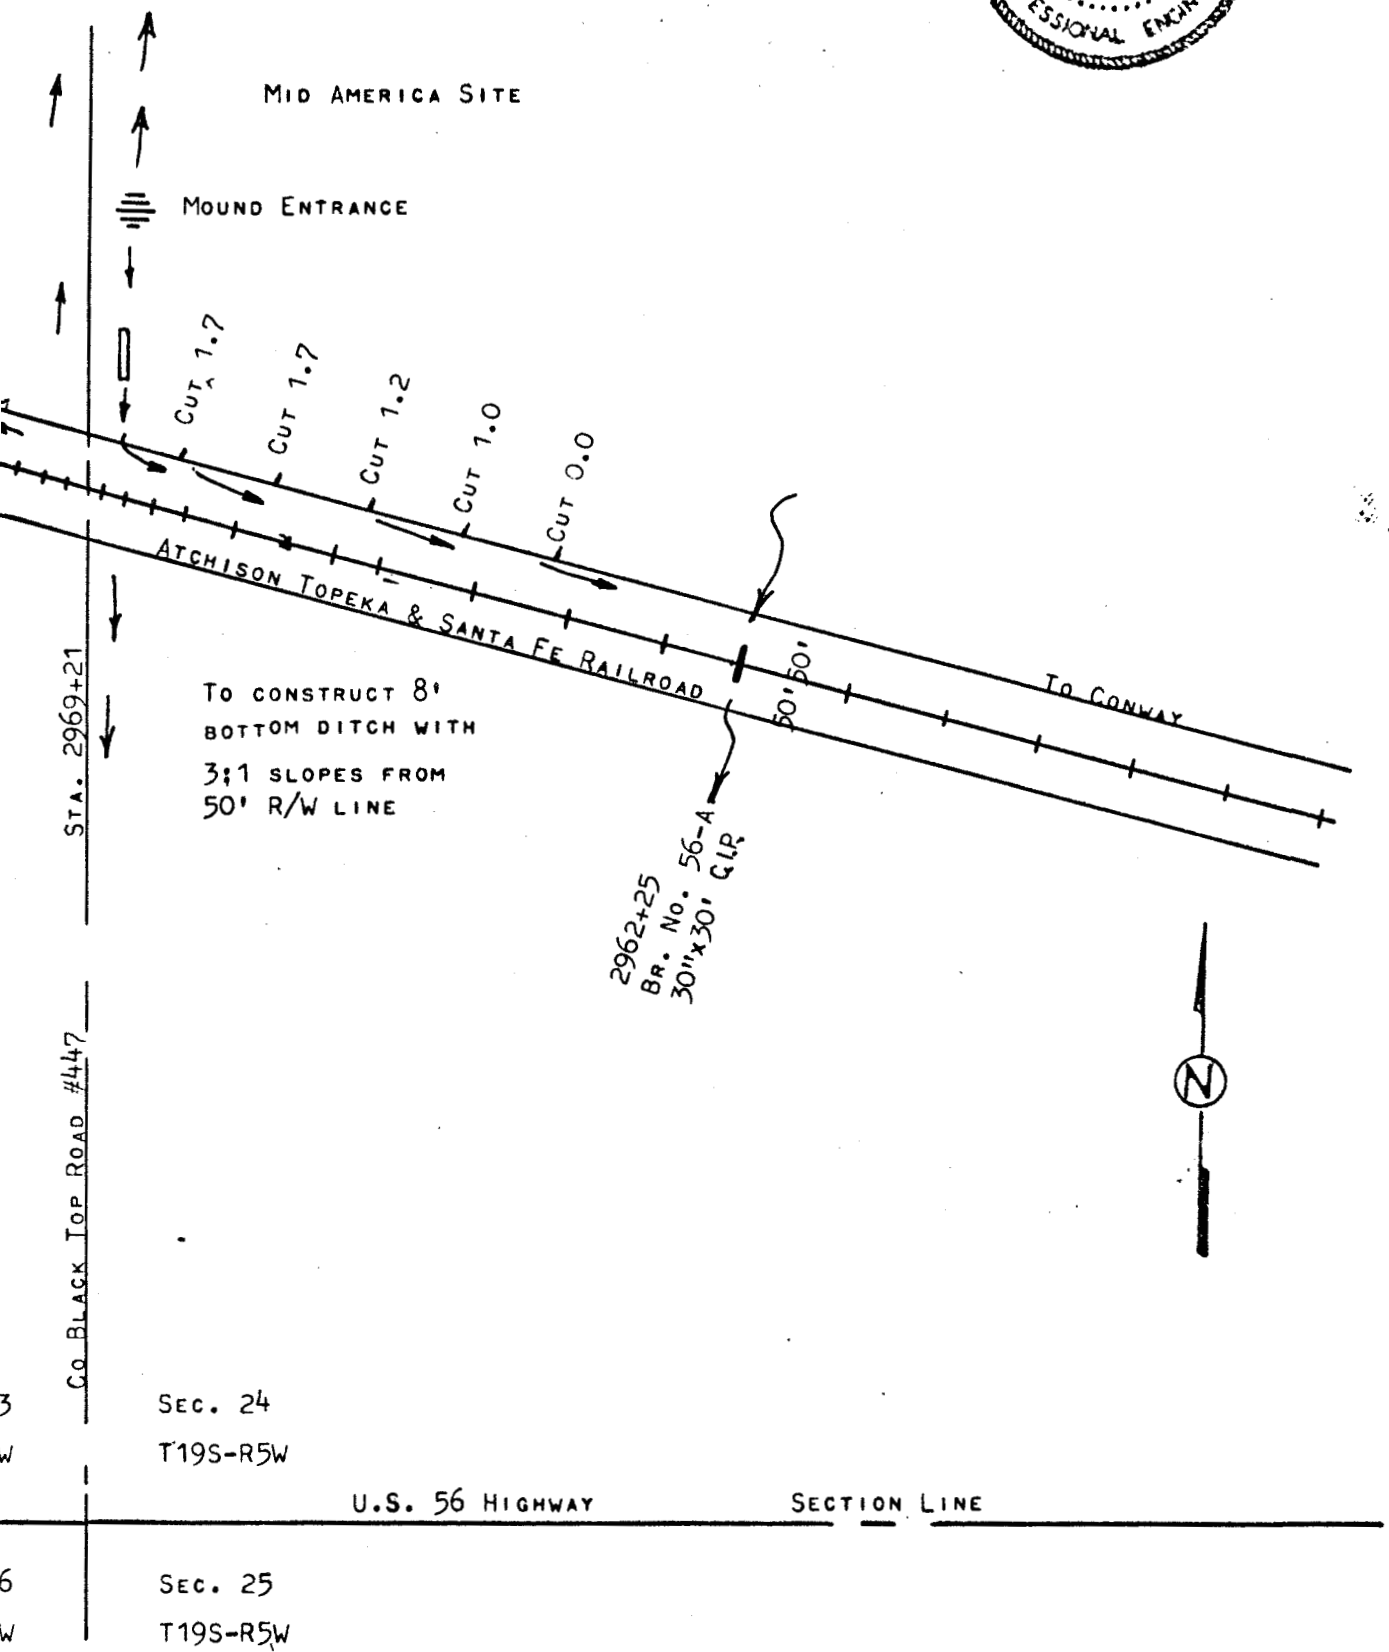 ESSIONAL ENGIN
MID AMERICA SITE
MOUND ENTRANCE
CUT 1.7
CUT 1.7
CUT 1.2
CUT 1.0
CUT 0.0
ATCHISON TOPEKA & SANTA FE RAILROAD
50'
50'
TO CONWAY
STA. 2969+21
TO CONSTRUCT 8'
BOTTOM DITCH WITH
3:1 SLOPES FROM
50' R/W LINE
2962+25
BR. NO. 56-A
30"x30' C.I.P.
CO BLACK TOP ROAD #447
N
3
W
SEC. 24
T19S-R5W
U.S. 56 HIGHWAY
SECTION LINE
6
W
SEC. 25
T19S-R5W